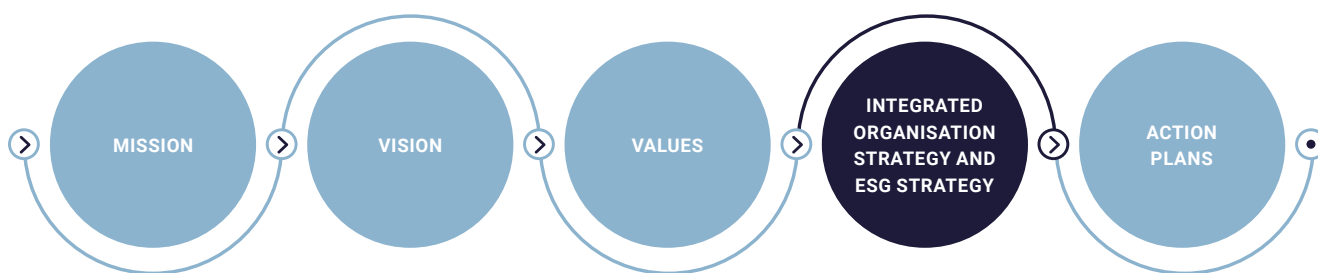 MISSION
VISION
VALUES
INTEGRATED
ORGANISATION
STRATEGY AND
ESG STRATEGY
ACTION
PLANS